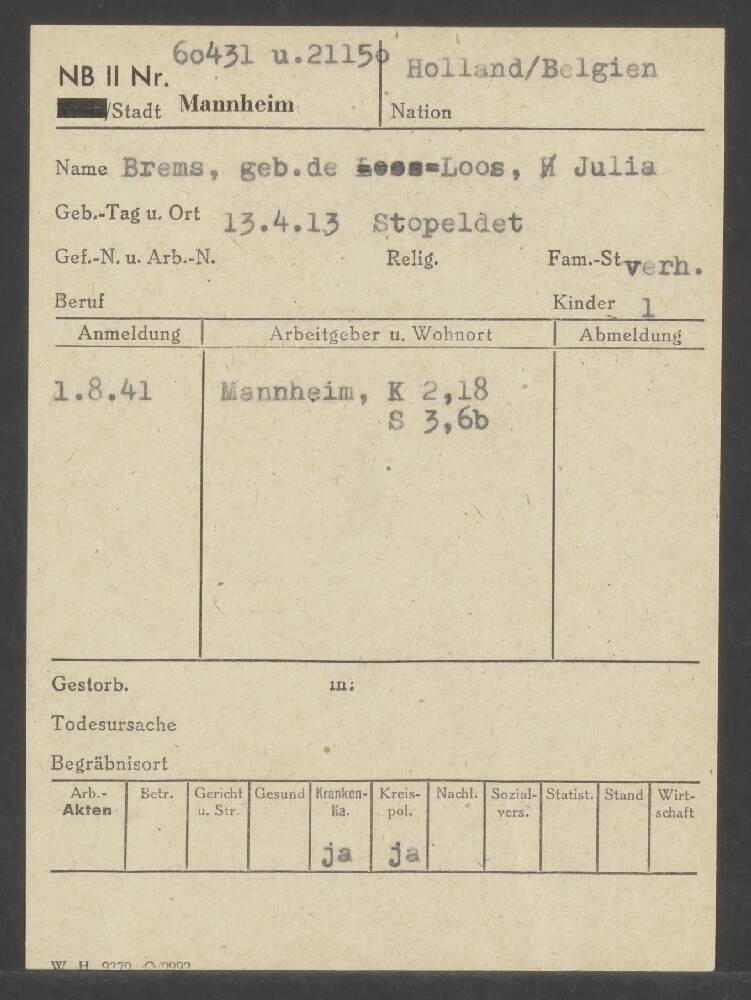 60431 u.21150
NB II Nr.
Holland/Belgien
/Stadt Mannheim
Nation
Name Brems, geb.de Loos, Julia
Geb.-Tag u. Ort 13.4.13 Stopeldet
Gef.-N. u. Arb.-N. Relig. Fam.-St. verh.
Beruf Kinder 1
Anmeldung Arbeitgeber u. Wohnort Abmeldung
1.8.41 Mannheim, K 2,18
S 3,6b
Gestorb. in:
Todesursache
Begräbnisort
Arb.- Betr. Gericht Gesund Kranken- Kreis- Nachl. Sozial- Statist. Stand Wirt-
Akten u. Str. Ka. pol. vers. schaft
ja ja
W. H.